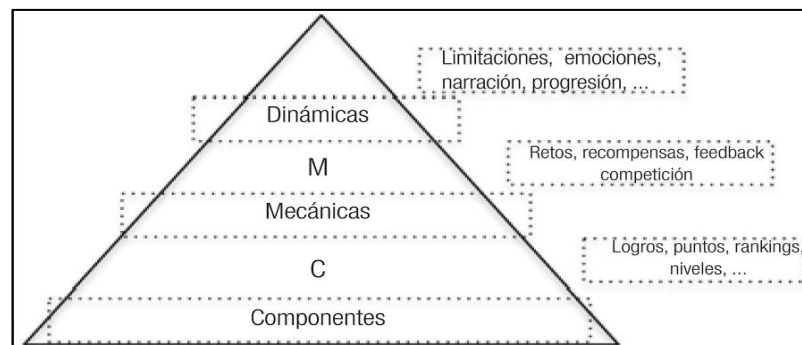 Limitaciones, emociones,
narración, progresión, ...
Dinámicas
M
Retos, recompensas, feedback
competición
Mecánicas
C
Logros, puntos, rankings,
niveles, ...
Componentes